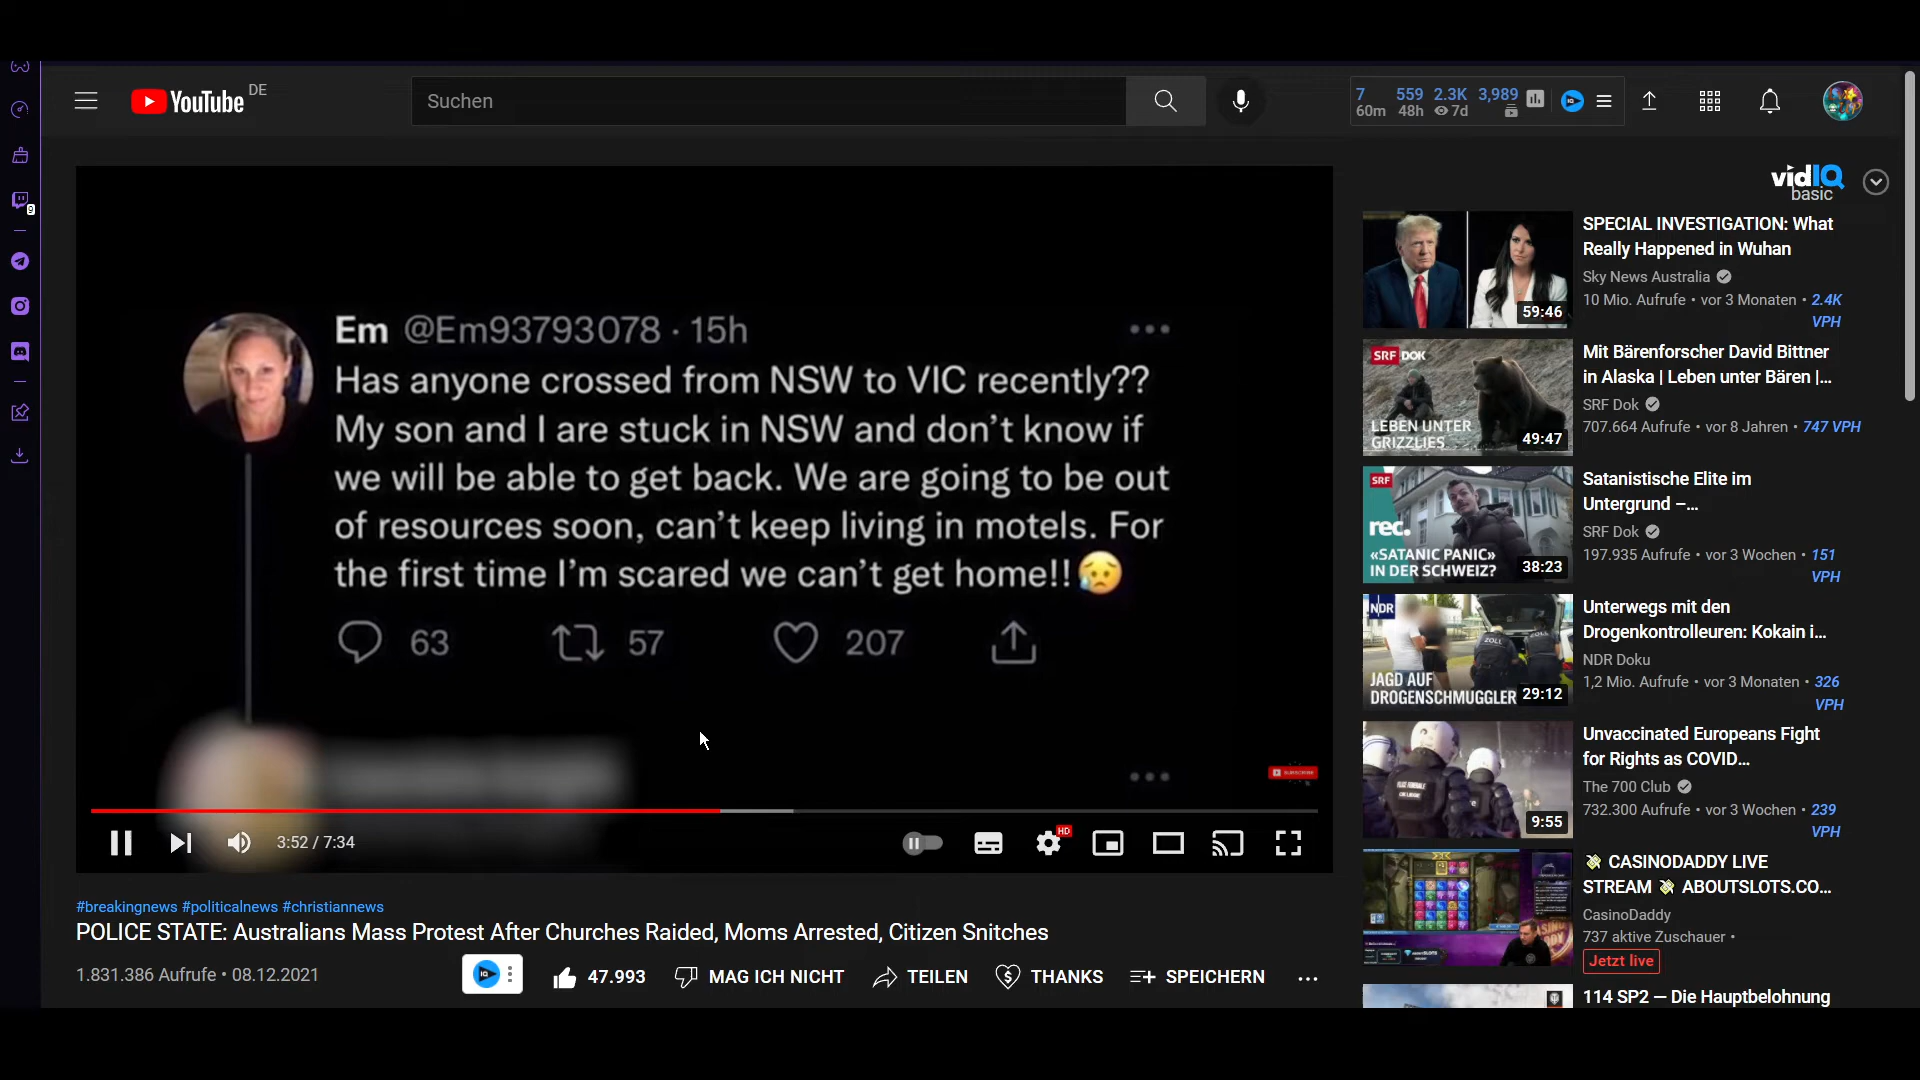 YouTube DE
Suchen
7 559 2.3K 3,989
60m 48h 7d
9
vidIQ
basic
Em @Em93793078 · 15h
Has anyone crossed from NSW to VIC recently??
My son and I are stuck in NSW and don't know if
we will be able to get back. We are going to be out
of resources soon, can't keep living in motels. For
the first time I'm scared we can't get home!! 😥
63 57 207
SUBSCRIBE
3:52 / 7:34
HD
#breakingnews #politicalnews #christiannews
POLICE STATE: Australians Mass Protest After Churches Raided, Moms Arrested, Citizen Snitches
1.831.386 Aufrufe • 08.12.2021
47.993 MAG ICH NICHT TEILEN THANKS SPEICHERN
59:46
SPECIAL INVESTIGATION: What
Really Happened in Wuhan
Sky News Australia
10 Mio. Aufrufe • vor 3 Monaten • 2.4K
VPH
SRF DOK
LEBEN UNTER
GRIZZLIES
49:47
Mit Bärenforscher David Bittner
in Alaska | Leben unter Bären |...
SRF Dok
707.664 Aufrufe • vor 8 Jahren • 747 VPH
SRF
rec.
«SATANIC PANIC»
IN DER SCHWEIZ?
38:23
Satanistische Elite im
Untergrund –...
SRF Dok
197.935 Aufrufe • vor 3 Wochen • 151
VPH
NDR
ZOLL
ZOLL
JAGD AUF
DROGENSCHMUGGLER
29:12
Unterwegs mit den
Drogenkontrolleuren: Kokain i...
NDR Doku
1,2 Mio. Aufrufe • vor 3 Monaten • 326
VPH
9:55
Unvaccinated Europeans Fight
for Rights as COVID...
The 700 Club
732.300 Aufrufe • vor 3 Wochen • 239
VPH
💸 CASINODADDY LIVE
STREAM 💸 ABOUTSLOTS.CO...
CasinoDaddy
737 aktive Zuschauer •
Jetzt live
114 SP2 — Die Hauptbelohnung